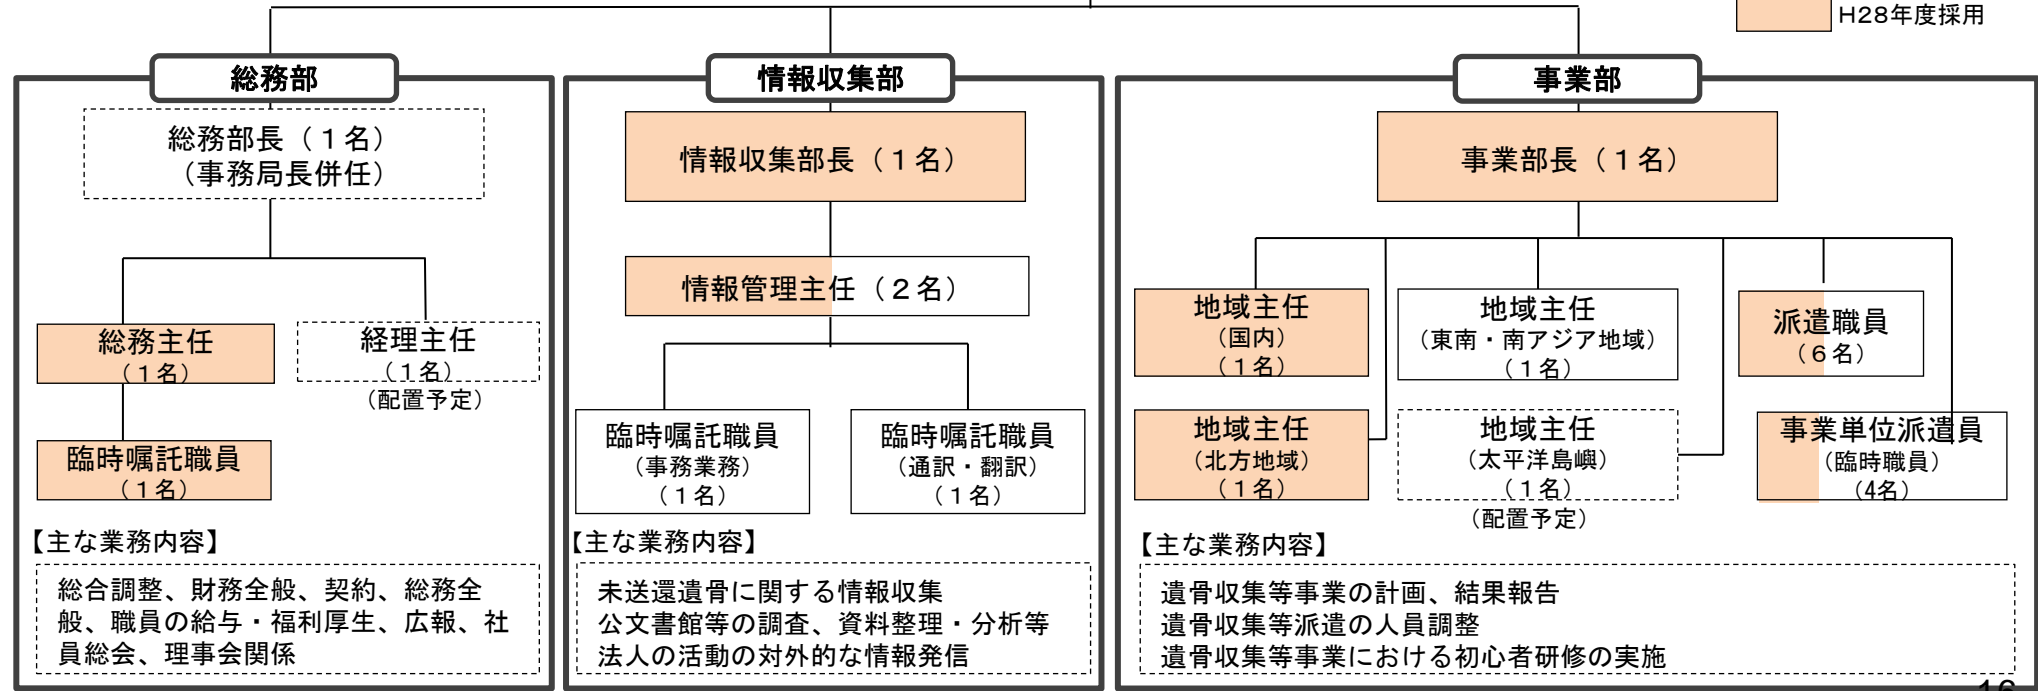 H28年度採用
総務部
総務部長（１名）
（事務局長併任）
総務主任
（１名）
経理主任
（１名）
（配置予定）
臨時嘱託職員
（１名）
【主な業務内容】
総合調整、財務全般、契約、総務全
般、職員の給与・福利厚生、広報、社
員総会、理事会関係
情報収集部
情報収集部長（１名）
情報管理主任（２名）
臨時嘱託職員
（事務業務）
（１名）
臨時嘱託職員
（通訳・翻訳）
（１名）
【主な業務内容】
未送還遺骨に関する情報収集
公文書館等の調査、資料整理・分析等
法人の活動の対外的な情報発信
事業部
事業部長（１名）
地域主任
（国内）
（１名）
地域主任
（東南・南アジア地域）
（１名）
派遣職員
（６名）
地域主任
（北方地域）
（１名）
地域主任
（太平洋島嶼）
（１名）
（配置予定）
事業単位派遣員
（臨時職員）
（4名）
【主な業務内容】
遺骨収集等事業の計画、結果報告
遺骨収集等派遣の人員調整
遺骨収集等事業における初心者研修の実施
16